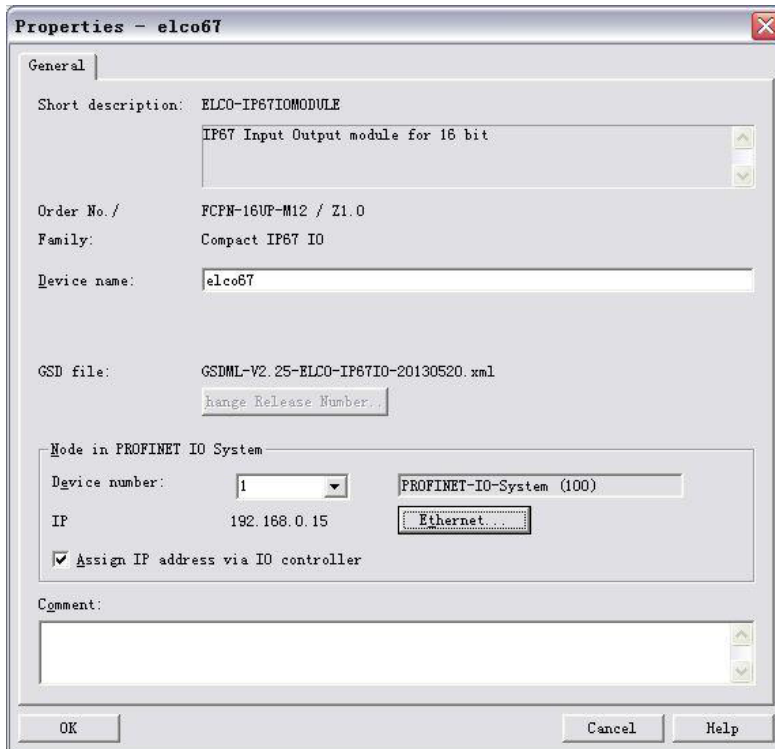 Properties - elco67
General
Short description: ELCO-IP67IOMODULE
IP67 Input Output module for 16 bit
Order No./ FCPN-16UP-M12 / Z1.0
Family: Compact IP67 IO
Device name: elco67
GSD file: GSDML-V2.25-ELCO-IP67IO-20130520.xml
hange Release Number..
Node in PROFINET IO System
Device number: 1 PROFINET-IO-System (100)
IP 192.168.0.15 Ethernet...
Assign IP address via IO controller
Comment:
OK Cancel Help